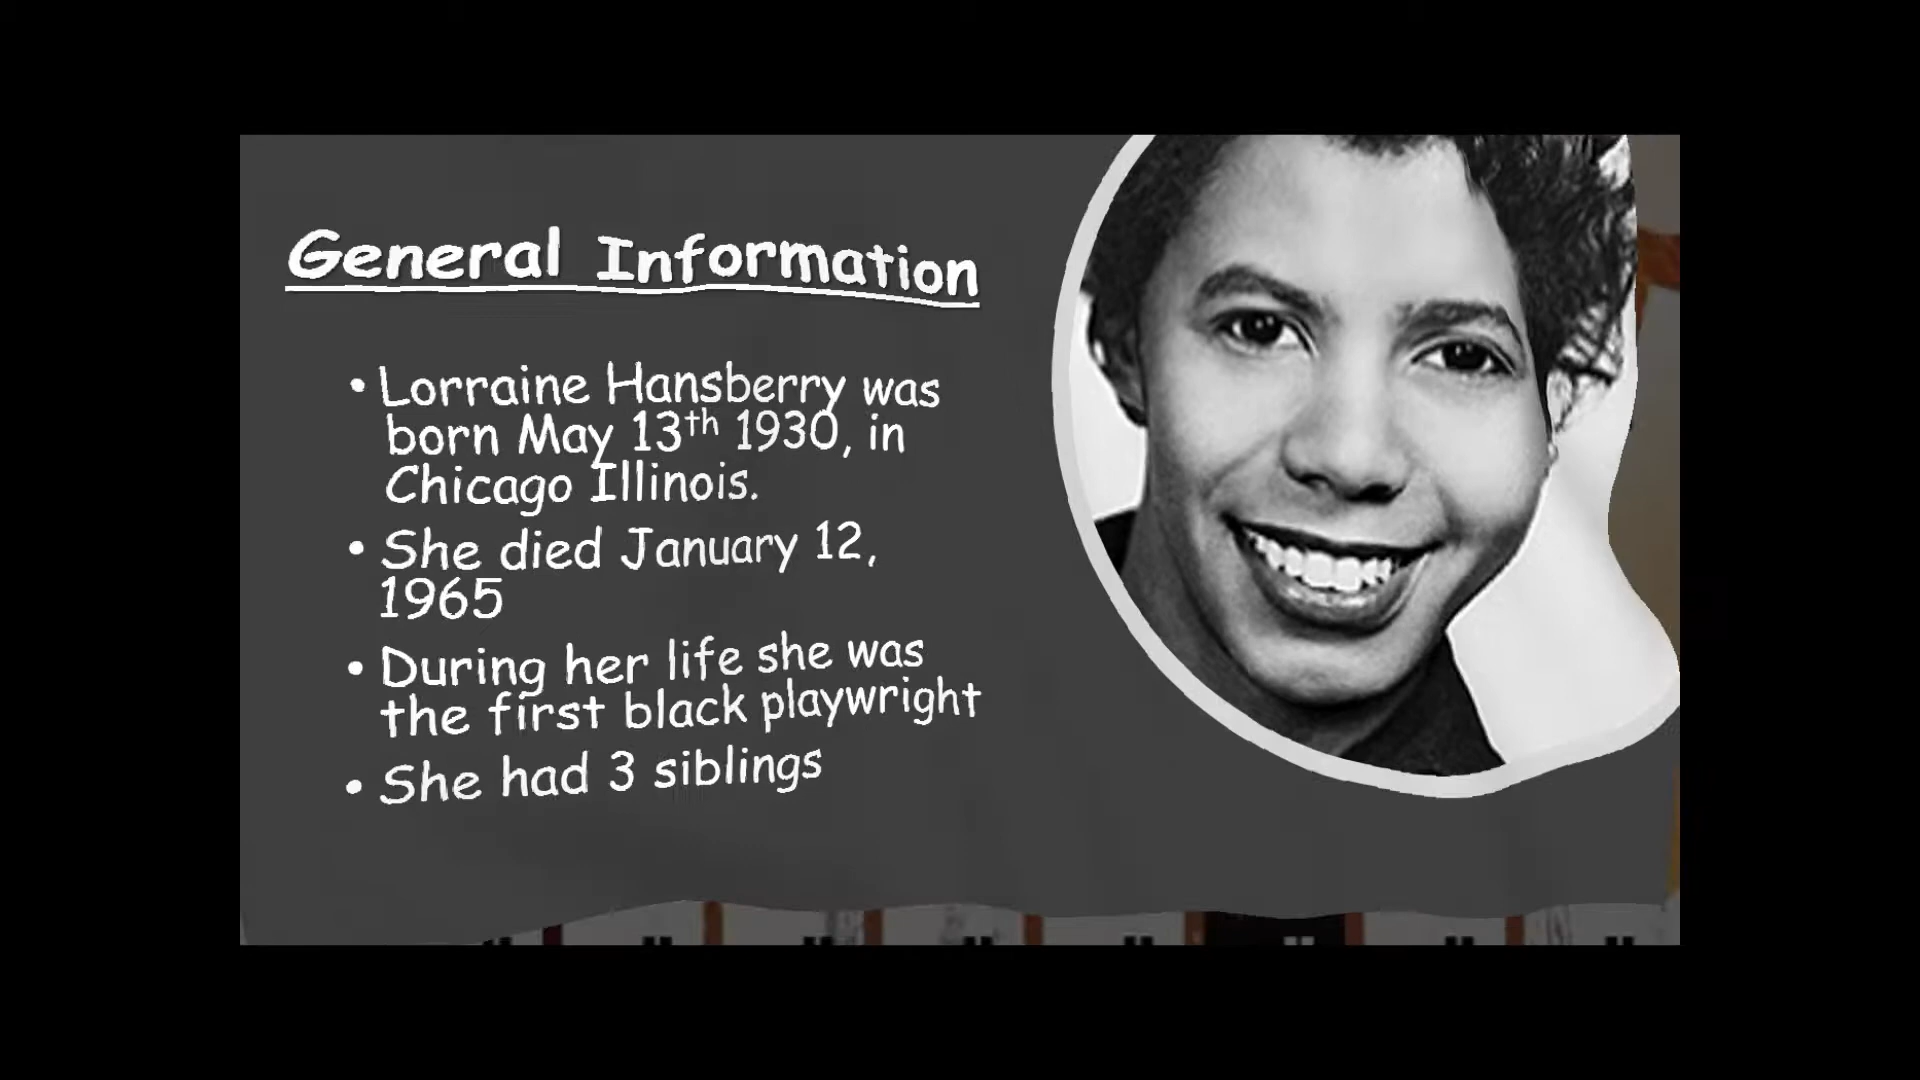 General Information
• Lorraine Hansberry was
born May 13th 1930, in
Chicago Illinois.
• She died January 12,
1965
• During her life she was
the first black playwright
• She had 3 siblings